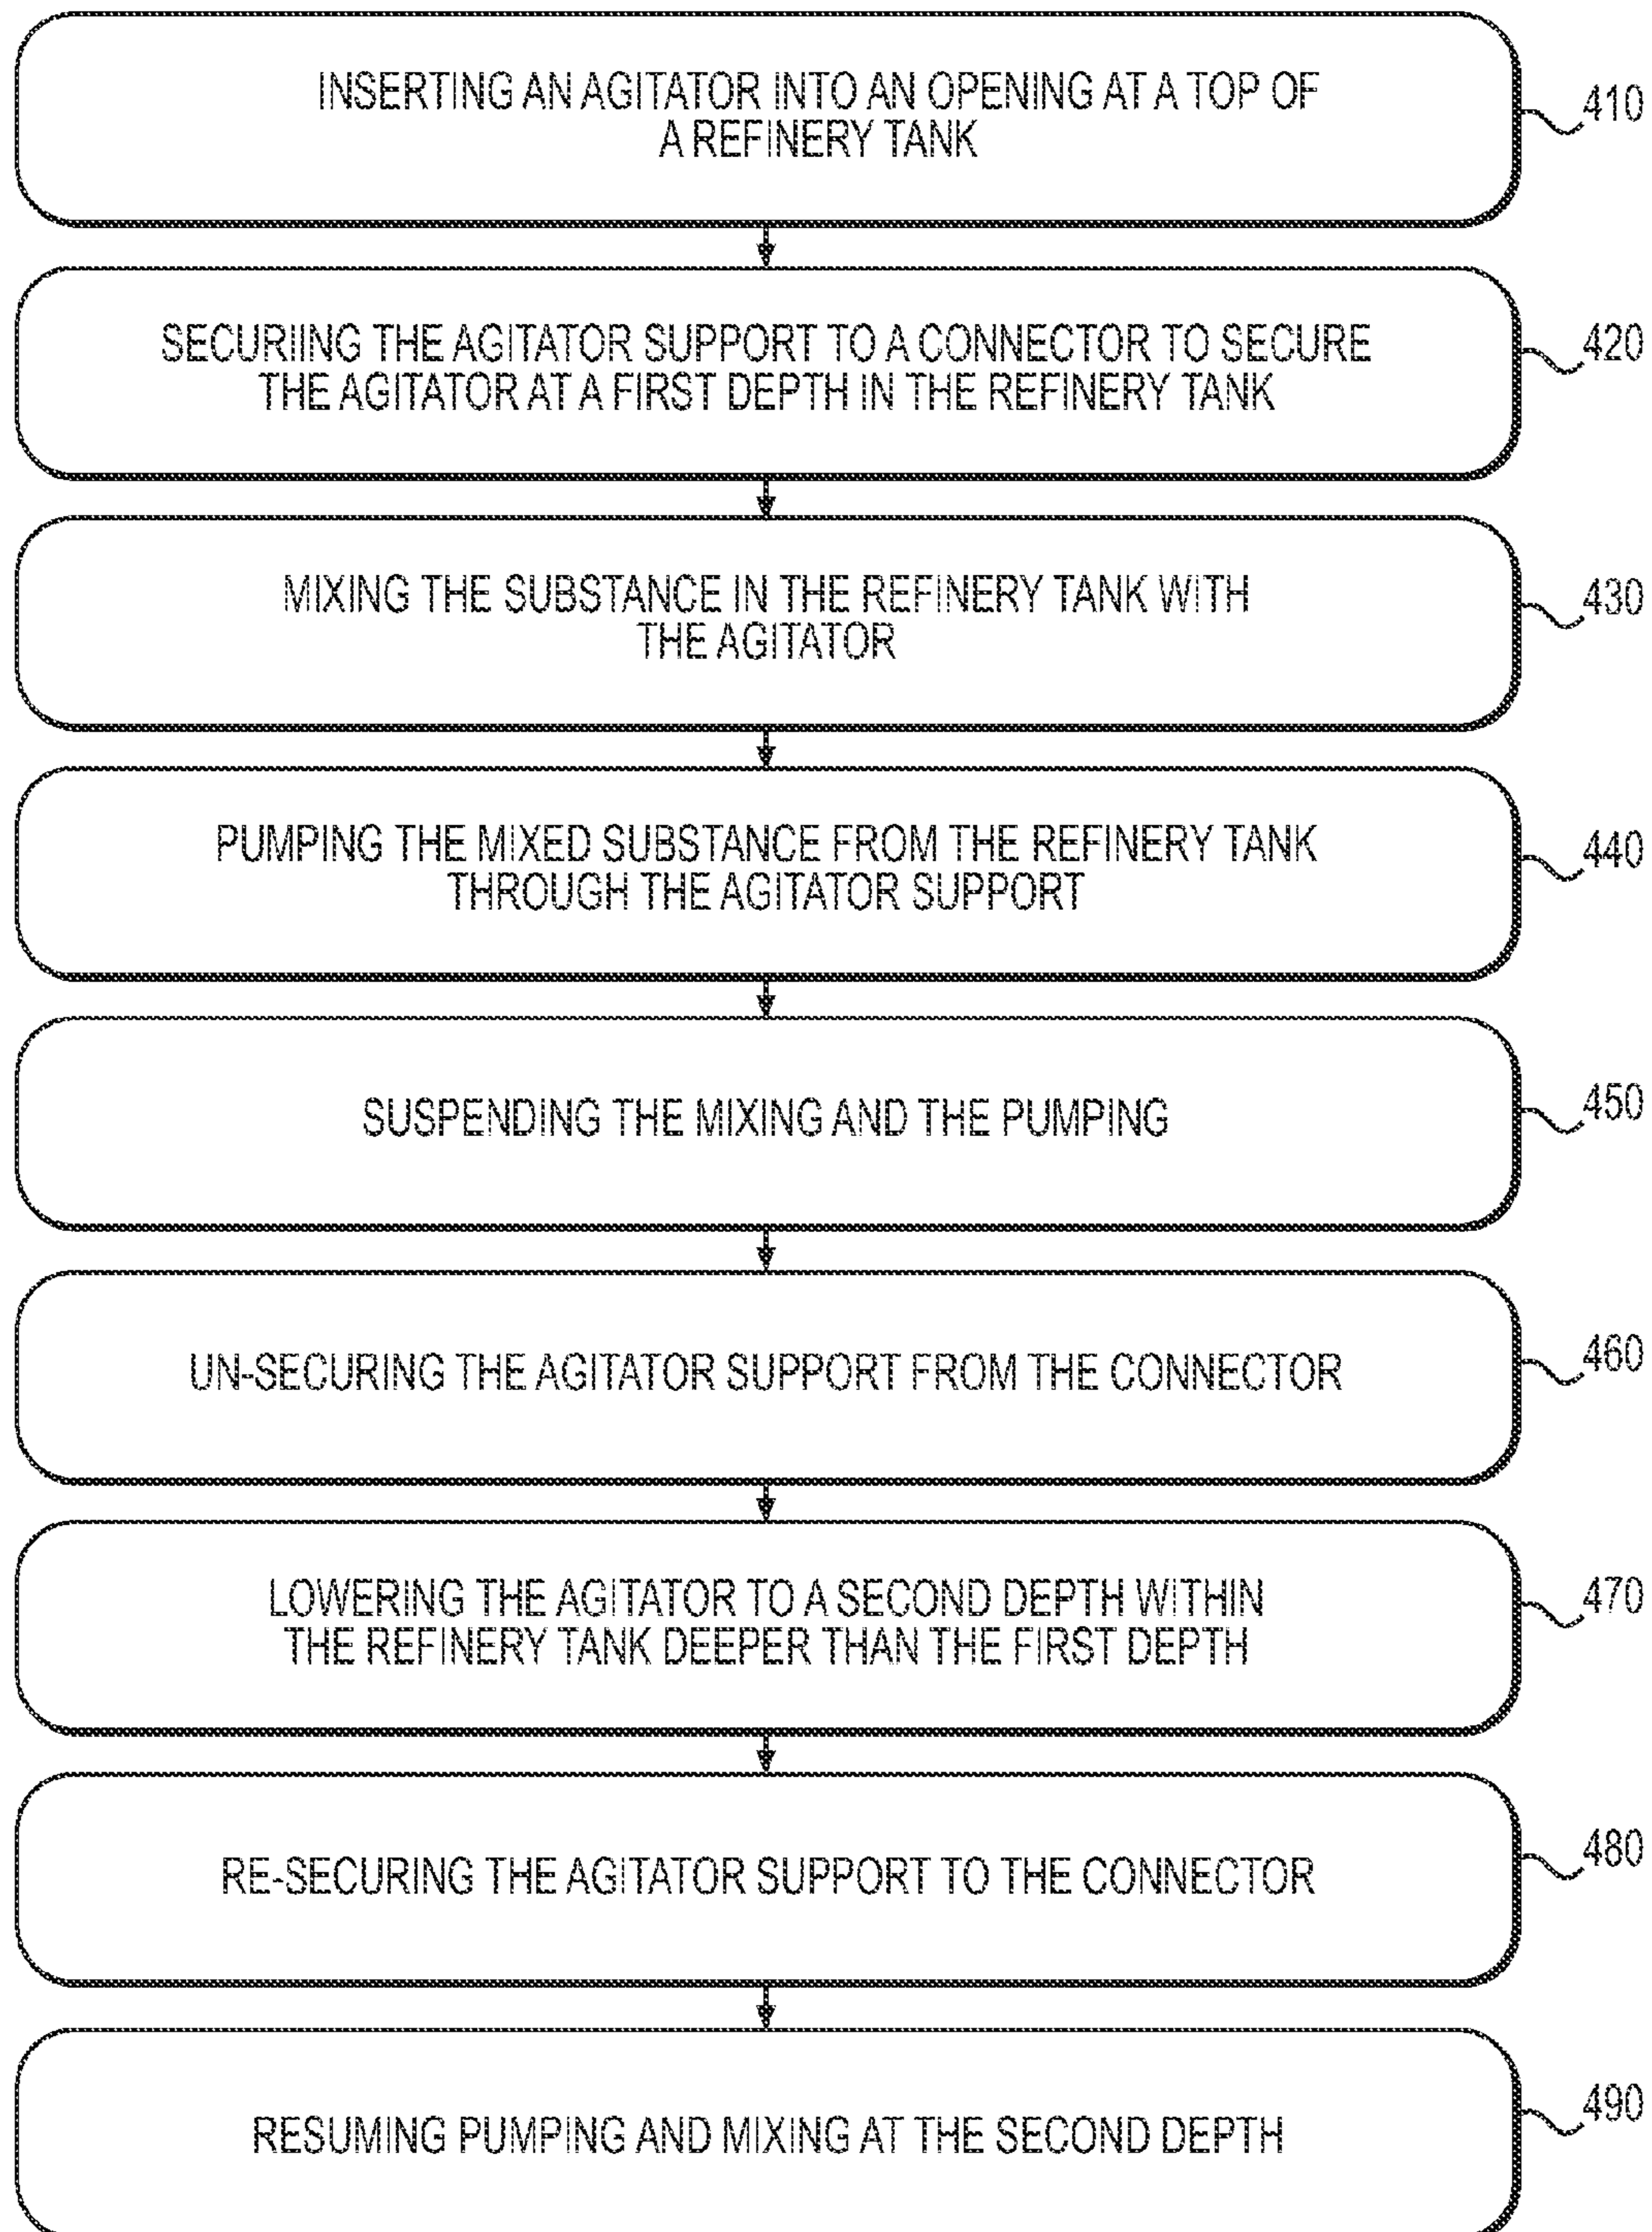 INSERTING AN AGITATOR INTO AN OPENING AT A TOP OF
A REFINERY TANK
410
SECURIING THE AGITATOR SUPPORT TO A CONNECTOR TO SECURE
THE AGITATOR AT A FIRST DEPTH IN THE REFINERY TANK
420
MIXING THE SUBSTANCE IN THE REFINERY TANK WITH
THE AGITATOR
430
PUMPING THE MIXED SUBSTANCE FROM THE REFINERY TANK
THROUGH THE AGITATOR SUPPORT
440
SUSPENDING THE MIXING AND THE PUMPING
450
UN-SECURING THE AGITATOR SUPPORT FROM THE CONNECTOR
460
LOWERING THE AGITATOR TO A SECOND DEPTH WITHIN
THE REFINERY TANK DEEPER THAN THE FIRST DEPTH
470
RE-SECURING THE AGITATOR SUPPORT TO THE CONNECTOR
480
RESUMING PUMPING AND MIXING AT THE SECOND DEPTH
490